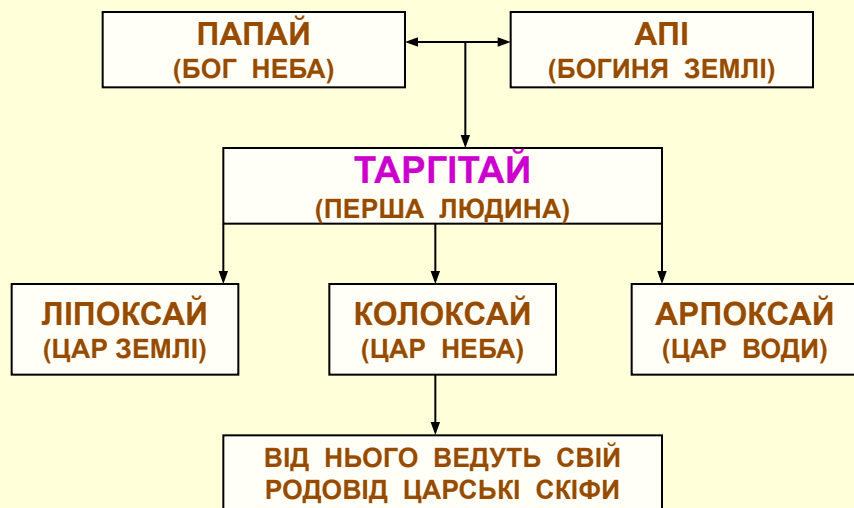 ПАПАЙ
(БОГ НЕБА)
АПІ
(БОГИНЯ ЗЕМЛІ)
ТАРГІТАЙ
(ПЕРША ЛЮДИНА)
ЛІПОКСАЙ
(ЦАР ЗЕМЛІ)
КОЛОКСАЙ
(ЦАР НЕБА)
АРПОКСАЙ
(ЦАР ВОДИ)
ВІД НЬОГО ВЕДУТЬ СВІЙ
РОДОВІД ЦАРСЬКІ СКІФИ